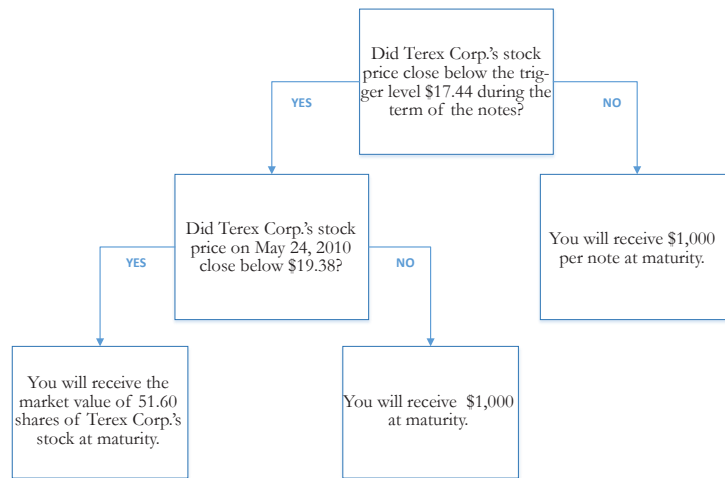 Did Terex Corp.'s stock
price close below the trig-
ger level $17.44 during the
term of the notes?
YES
NO
Did Terex Corp.'s stock
price on May 24, 2010
close below $19.38?
You will receive $1,000
per note at maturity.
YES
NO
You will receive the
market value of 51.60
shares of Terex Corp.'s
stock at maturity.
You will receive $1,000
at maturity.